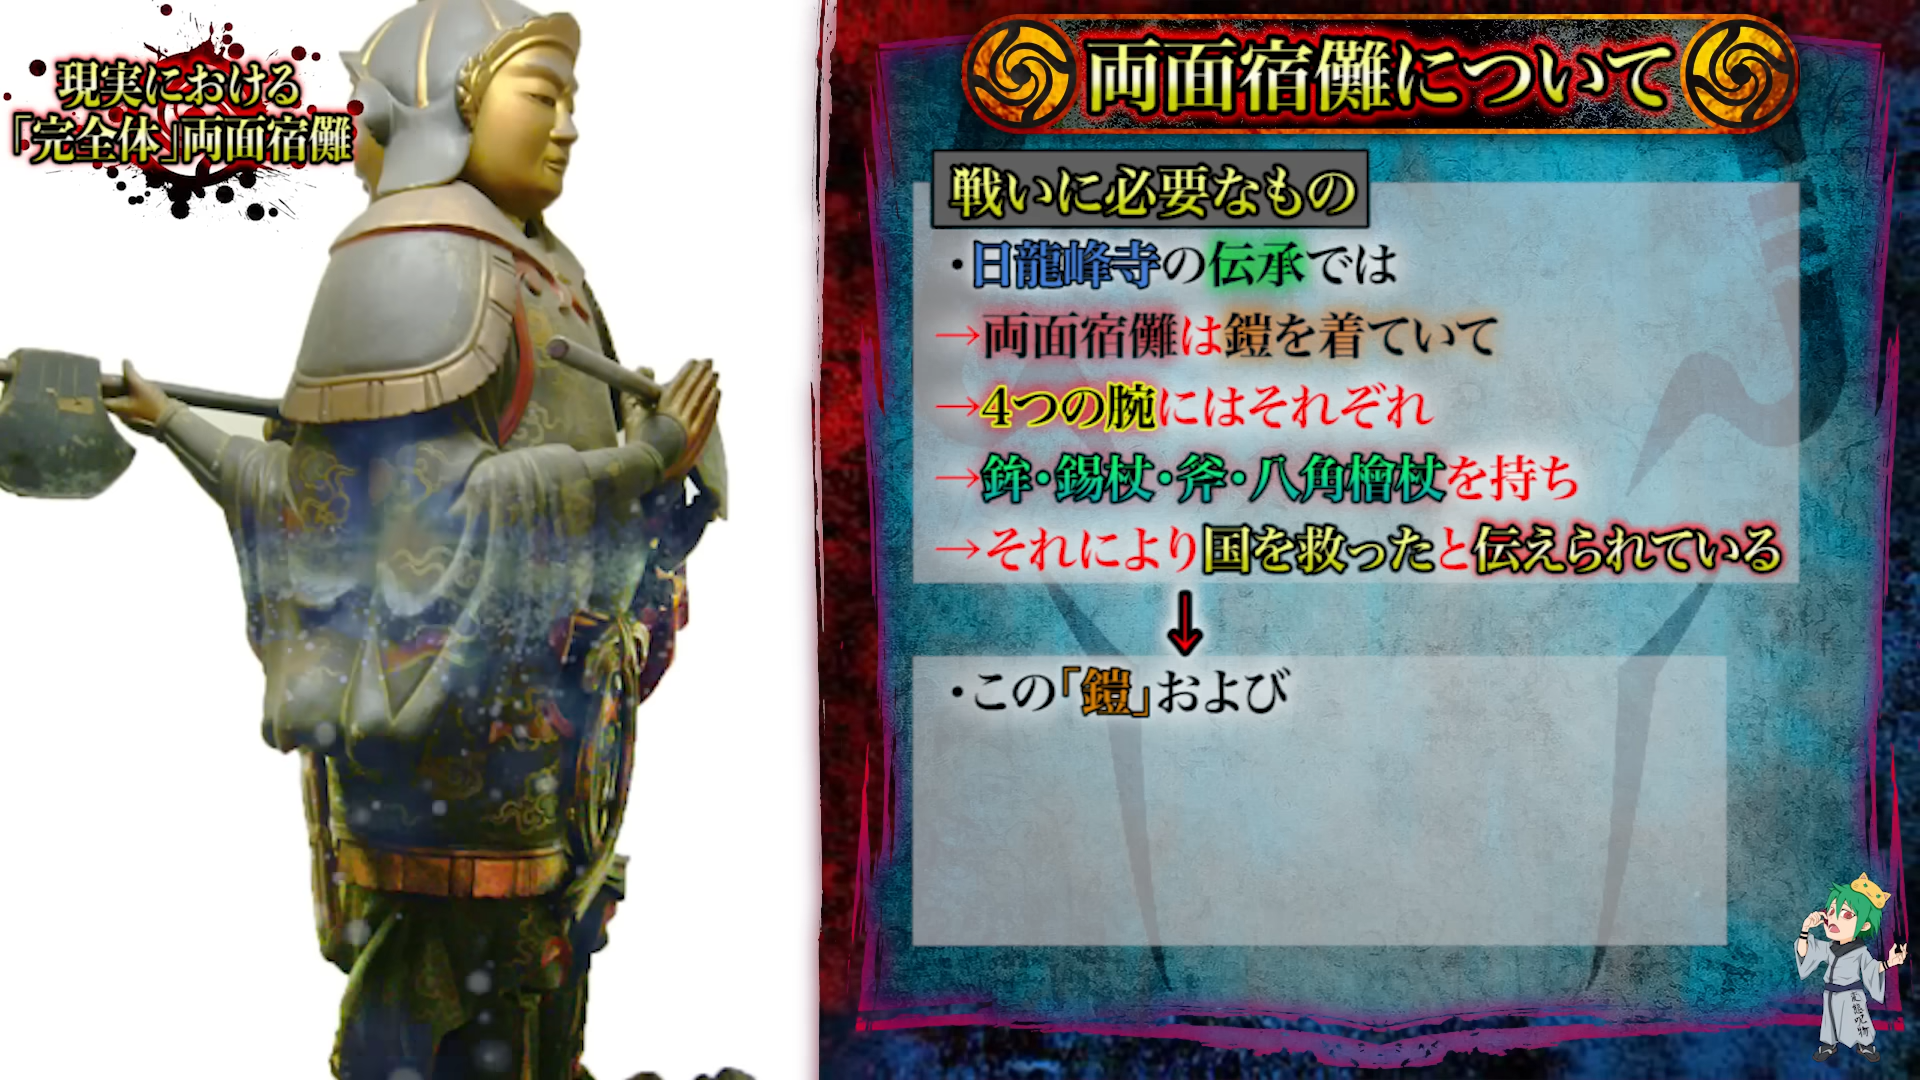 現実における
「完全体」両面宿儺
両面宿儺について
戦いに必要なもの
・日龍峰寺の伝承では
→両面宿儺は鎧を着ていて
→4つの腕にはそれぞれ
→鉾・錫杖・斧・八角檜杖を持ち
→それにより国を救ったと伝えられている
↓
・この「鎧」および